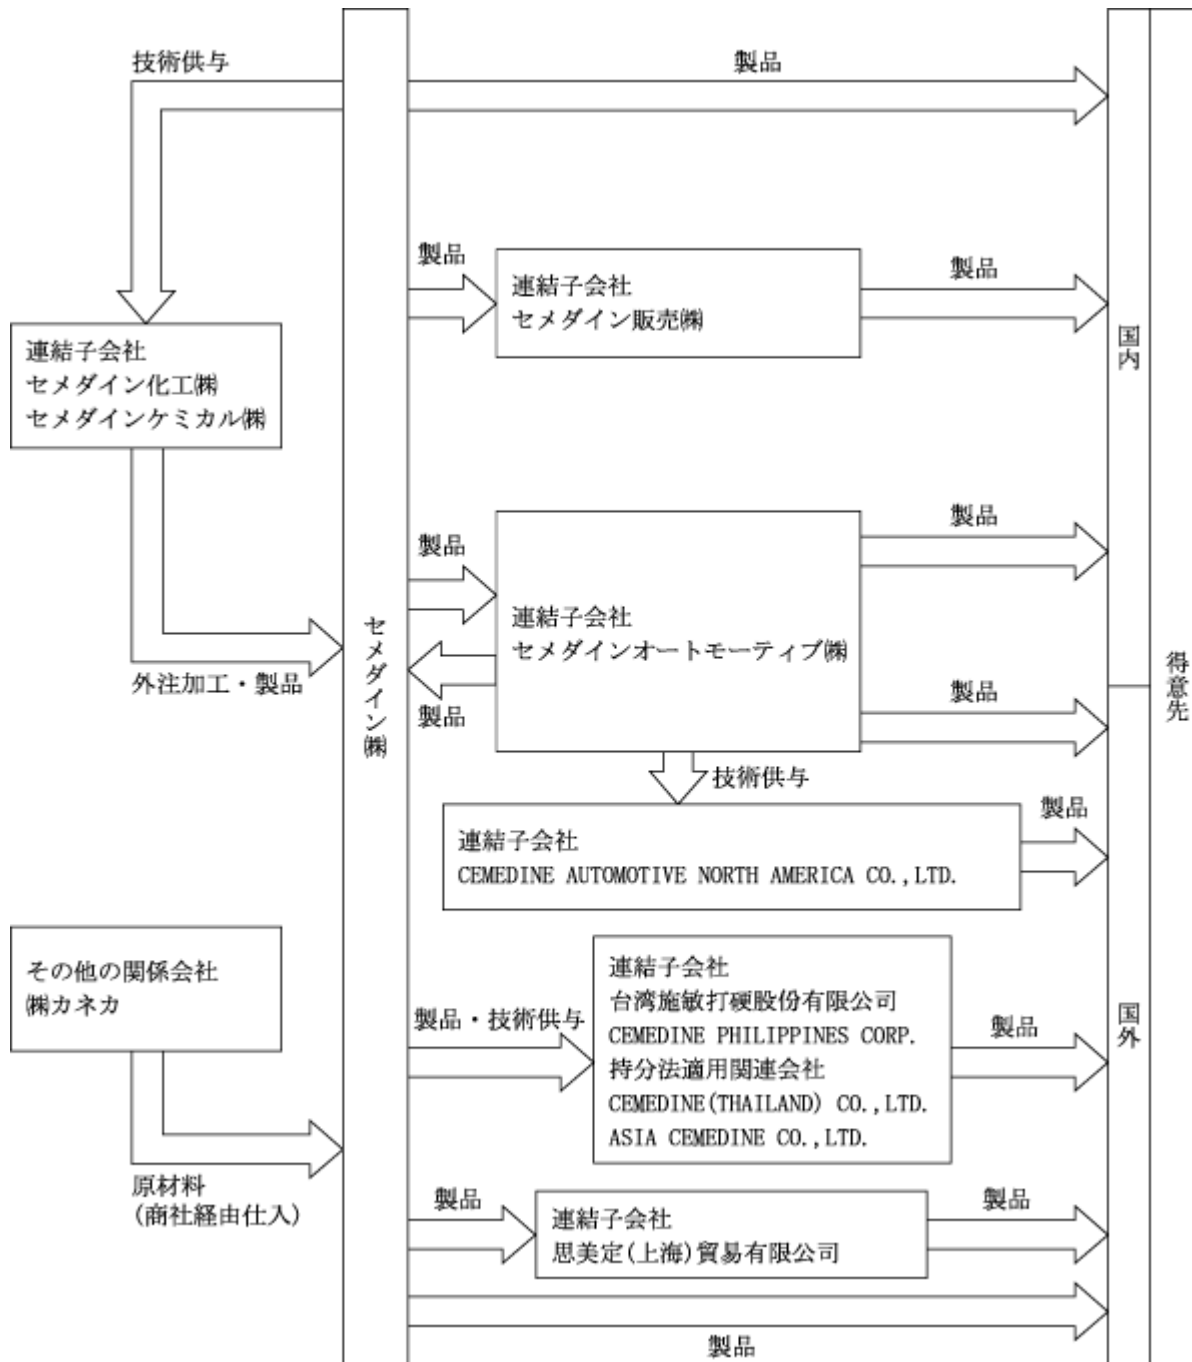 技術供与
製品
製品
連結子会社
セメダイン販売㈱
製品
国内
連結子会社
セメダイン化工㈱
セメダインケミカル㈱
製品
製品
連結子会社
セメダインオートモーティブ㈱
セメダイン㈱
得意先
外注加工・製品
製品
製品
技術供与
連結子会社
CEMEDINE AUTOMOTIVE NORTH AMERICA CO.,LTD.
製品
その他の関係会社
㈱カネカ
製品・技術供与
連結子会社
台湾施敏打硬股份有限公司
CEMEDINE PHILIPPINES CORP.
持分法適用関連会社
CEMEDINE(THAILAND) CO.,LTD.
ASIA CEMEDINE CO.,LTD.
製品
国外
原材料
(商社経由仕入)
製品
連結子会社
思美定(上海)貿易有限公司
製品
製品